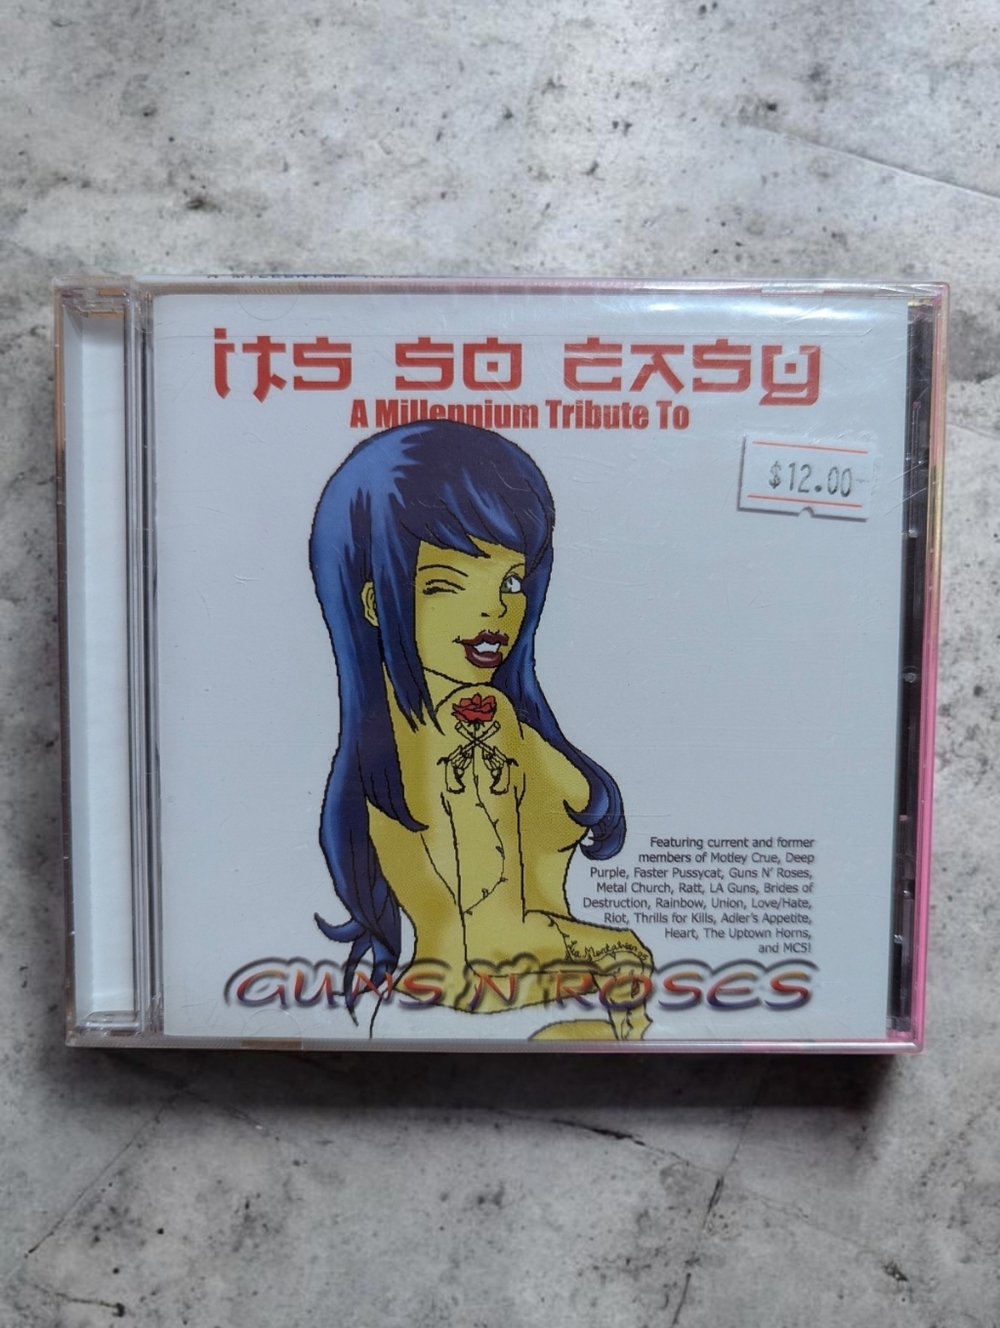 iTS SO EASY
A Millennium Tribute To
$12.00
Featuring current and former
members of Motley Crue, Deep
Purple, Faster Pussycat, Guns N' Roses,
Metal Church, Ratt, LA Guns, Brides of
Destruction, Rainbow, Union, Love/Hate,
Riot, Thrills for Kills, Adler's Appetite,
Heart, The Uptown Horns,
and MCS!
GUNS N' ROSES